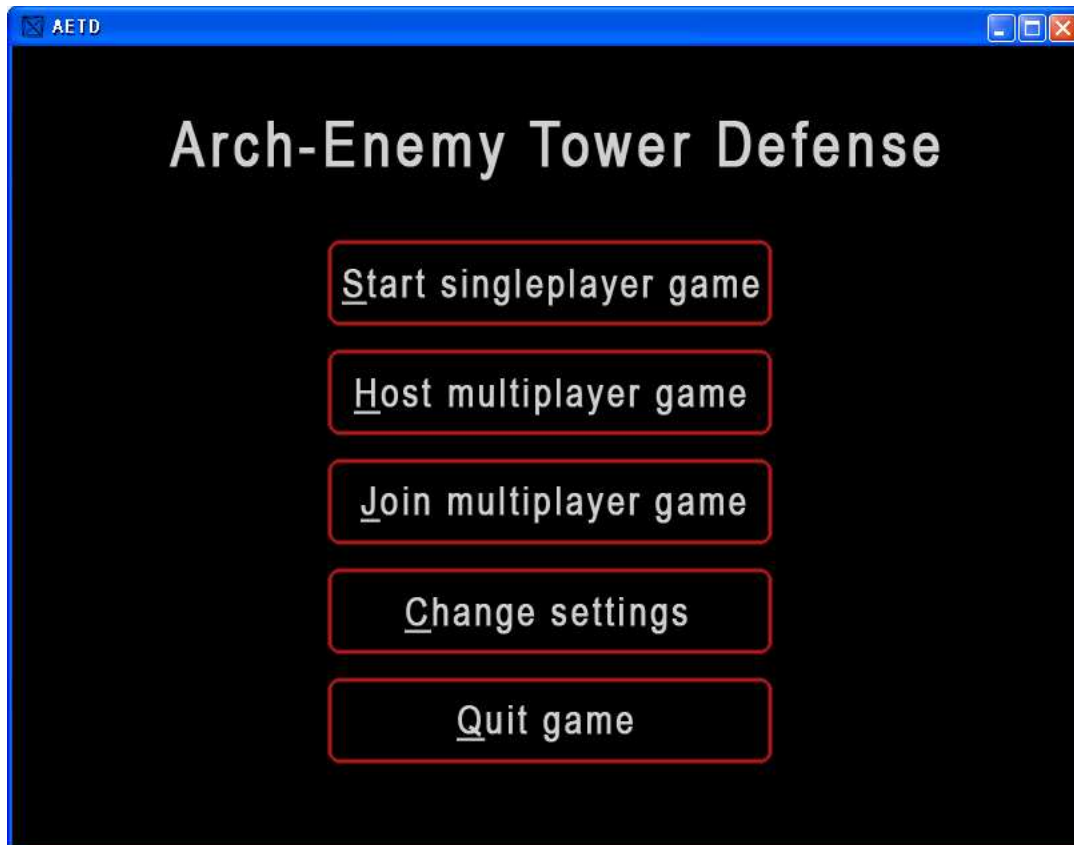 AETD
Arch-Enemy Tower Defense
Start singleplayer game
Host multiplayer game
Join multiplayer game
Change settings
Quit game